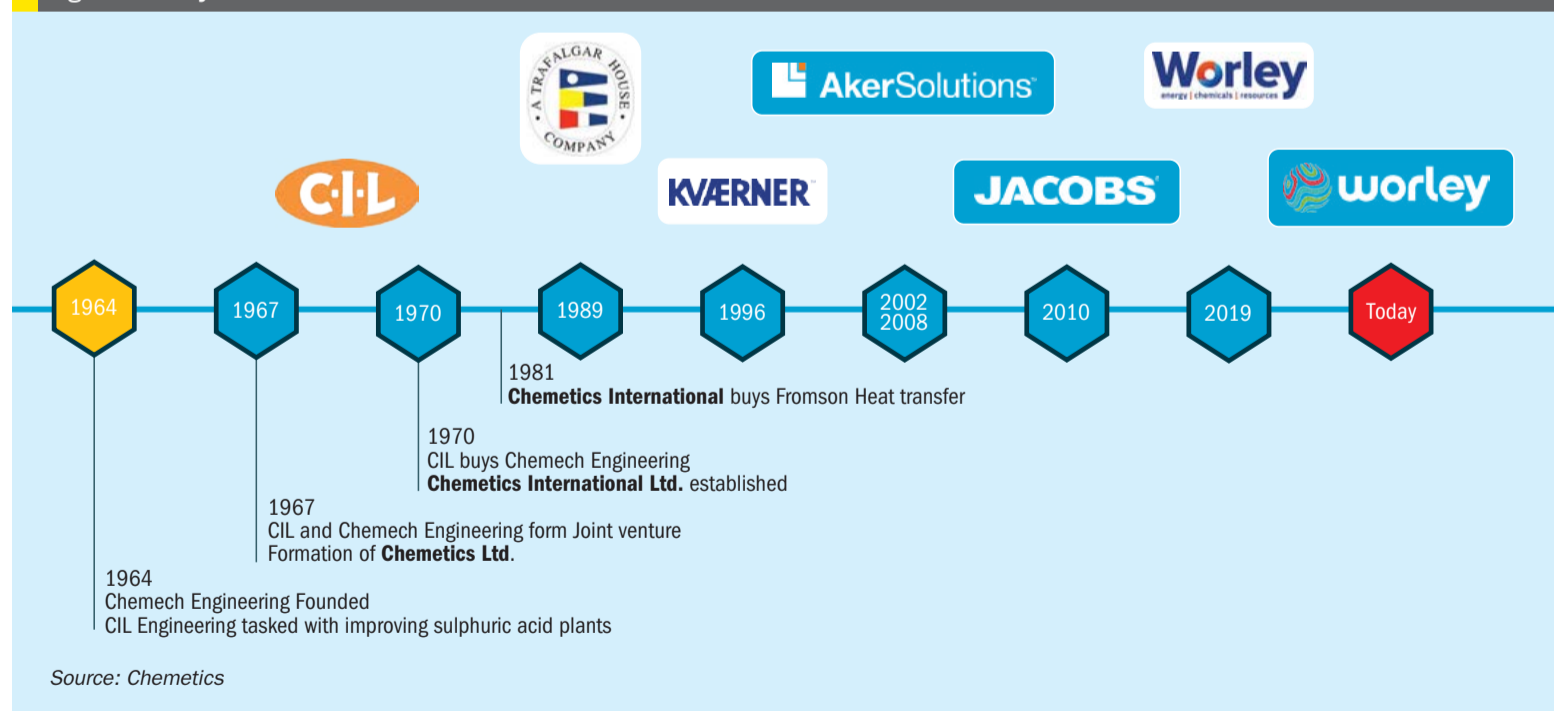 A TRAFALGAR HOUSE
COMPANY
AkerSolutions
Worley
energy | chemicals | resources
C·I·L
KVÆRNER
JACOBS
worley
1964
1967
1970
1989
1996
2002
2008
2010
2019
Today
1981
Chemetics International buys Fromson Heat transfer
1970
CIL buys Chemech Engineering
Chemetics International Ltd. established
1967
CIL and Chemech Engineering form Joint venture
Formation of Chemetics Ltd.
1964
Chemech Engineering Founded
CIL Engineering tasked with improving sulphuric acid plants
Source: Chemetics